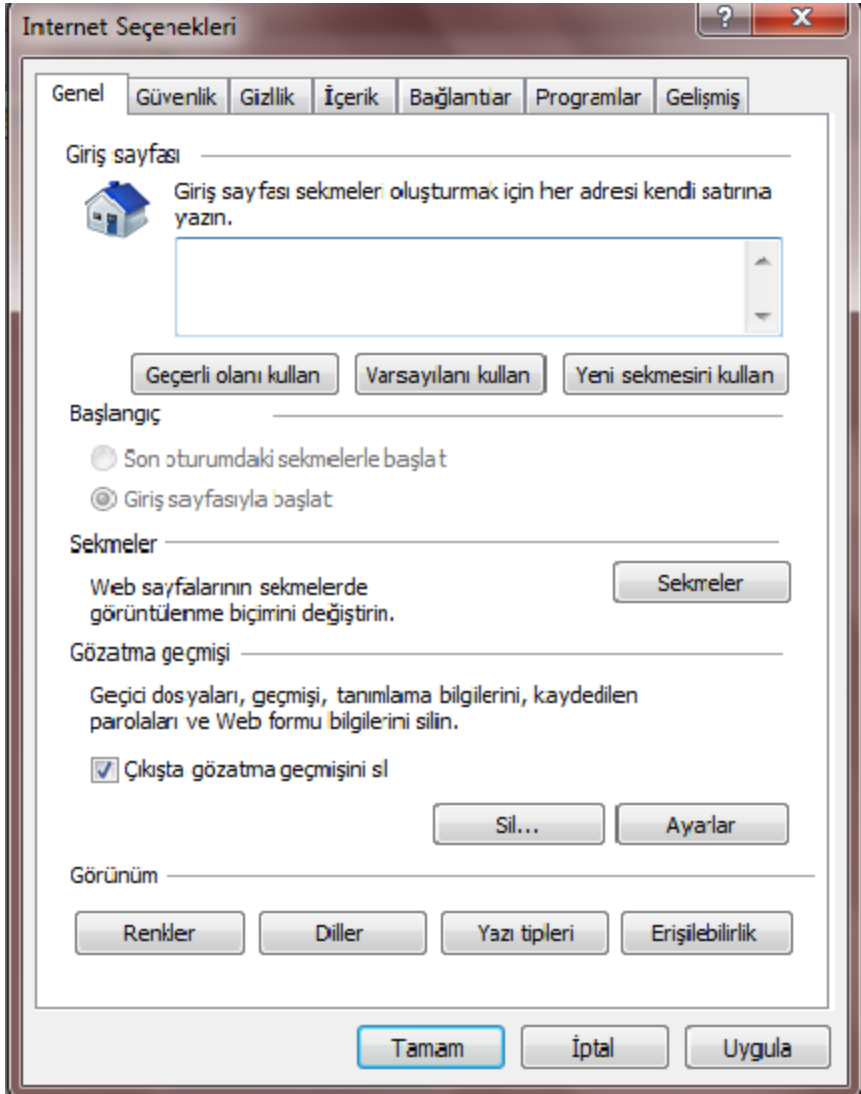 Internet Seçenekleri
Genel Güvenlik Gizllik İçerik Bağlantılar Programlar Gelişmiş
Giriş sayfası
Giriş sayfası sekmeleri oluşturmak için her adresi kendi satırına
yazın.
Geçerli olanı kullan Varsayılanı kullan Yeni sekmesini kullan
Başlangıç
Son oturumdaki sekmelerle başlat
Giriş sayfasıyla başlat
Sekmeler
Web sayfalarının sekmelerde
görüntülenme biçimini değiştirin.
Sekmeler
Gözatma geçmişi
Geçici dosyaları, geçmişi, tanımlama bilgilerini, kaydedilen
parolaları ve Web formu bilgilerini silin.
Çıkışta gözatma geçmişini sl
Sil... Ayarlar
Görünüm
Renkler Diller Yazı tipleri Erişilebilirlik
Tamam İptal Uygula